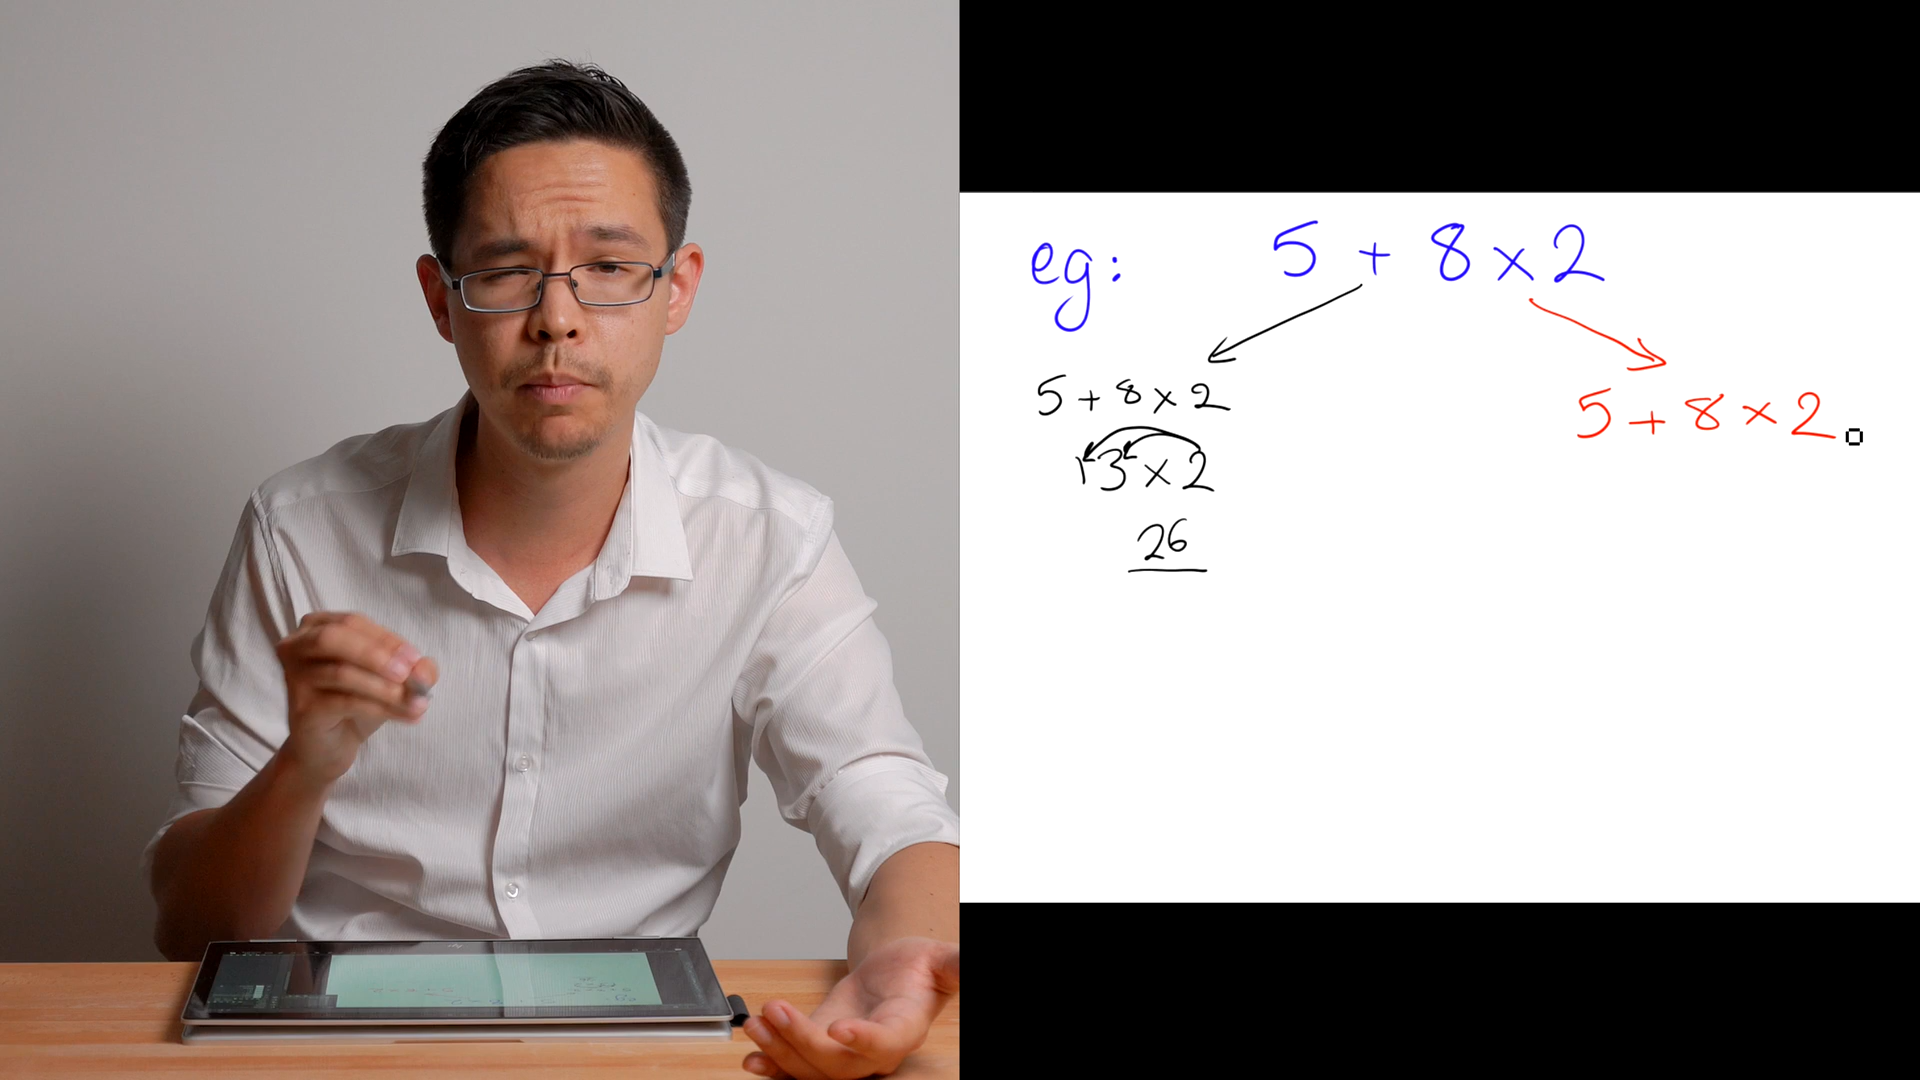 eg: 5 + 8 × 2
5 + 8 × 2
13 × 2
26
5 + 8 × 2